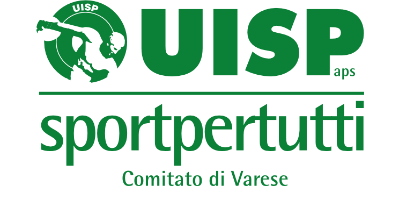 UISP
UISP
aps
sportpertutti
Comitato di Varese